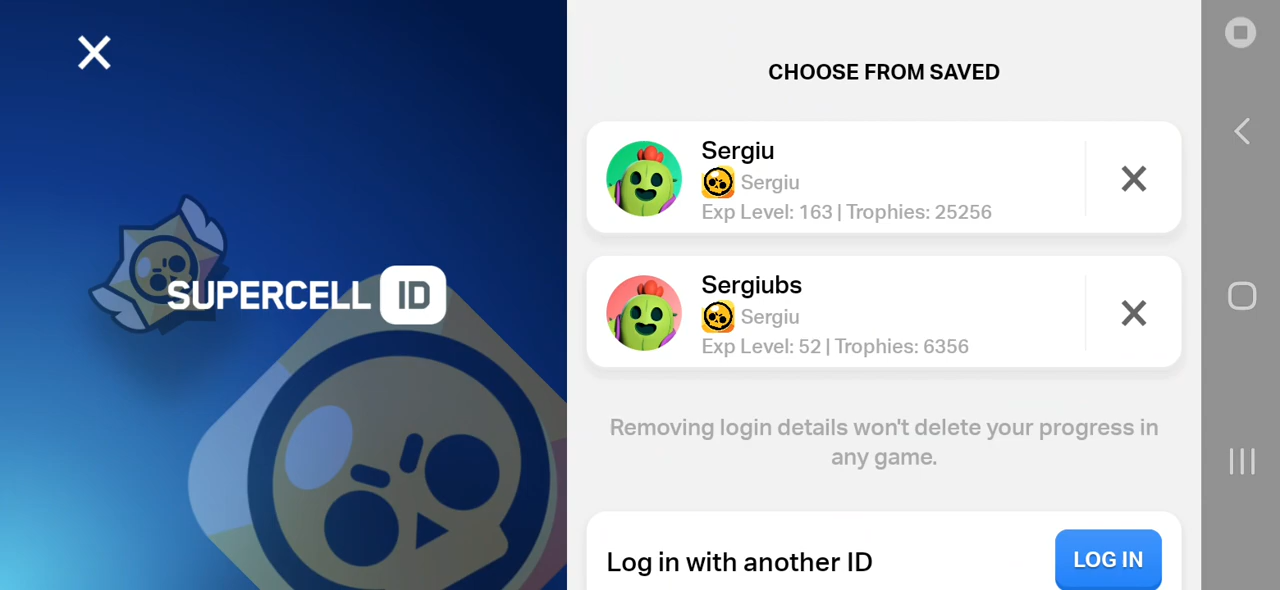 SUPERCELL ID
CHOOSE FROM SAVED
Sergiu
Sergiu
Exp Level: 163 | Trophies: 25256
Sergiubs
Sergiu
Exp Level: 52 | Trophies: 6356
Removing login details won't delete your progress in
any game.
Log in with another ID
LOG IN